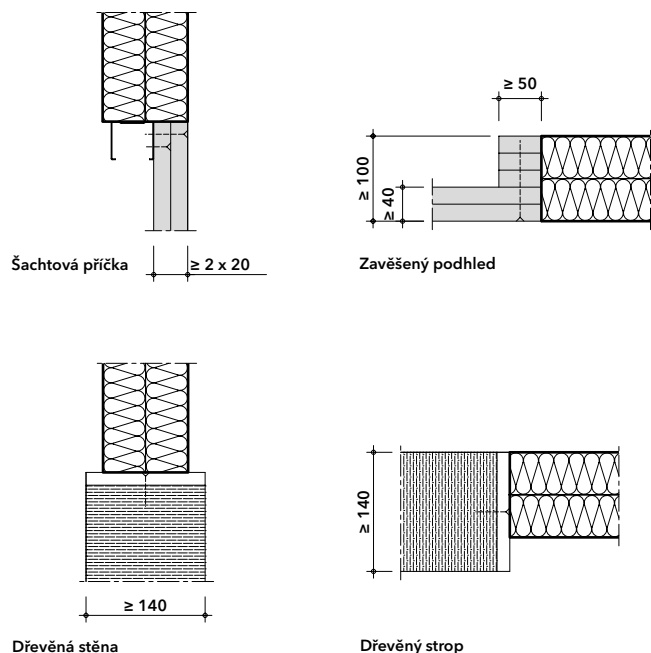 ≥ 50
≥ 100
≥ 40
Šachtová příčka
≥ 2 x 20
Zavěšený podhled
≥ 140
≥ 140
Dřevěná stěna
Dřevěný strop